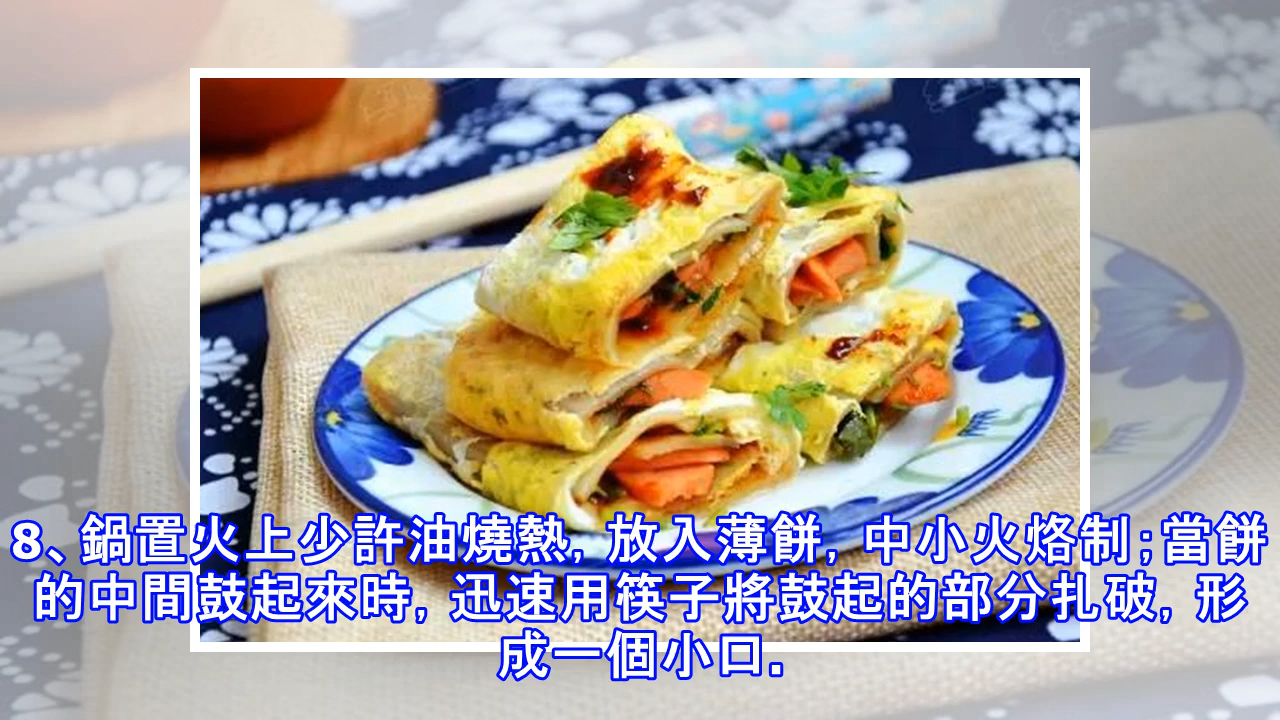 8、鍋置火上少許油燒熱, 放入薄餅, 中小火烙制;當餅
的中間鼓起來時, 迅速用筷子將鼓起的部分扎破, 形
成一個小口.